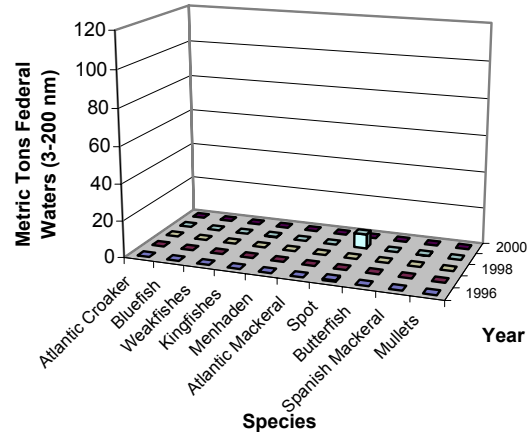 Metric Tons Federal
Waters (3-200 nm)
120
100
80
60
40
20
0
Atlantic Croaker
Bluefish
Weakfishes
Kingfishes
Menhaden
Atlantic Mackeral
Spot
Butterfish
Spanish Mackeral
Mullets
Species
2000
1998
1996
Year